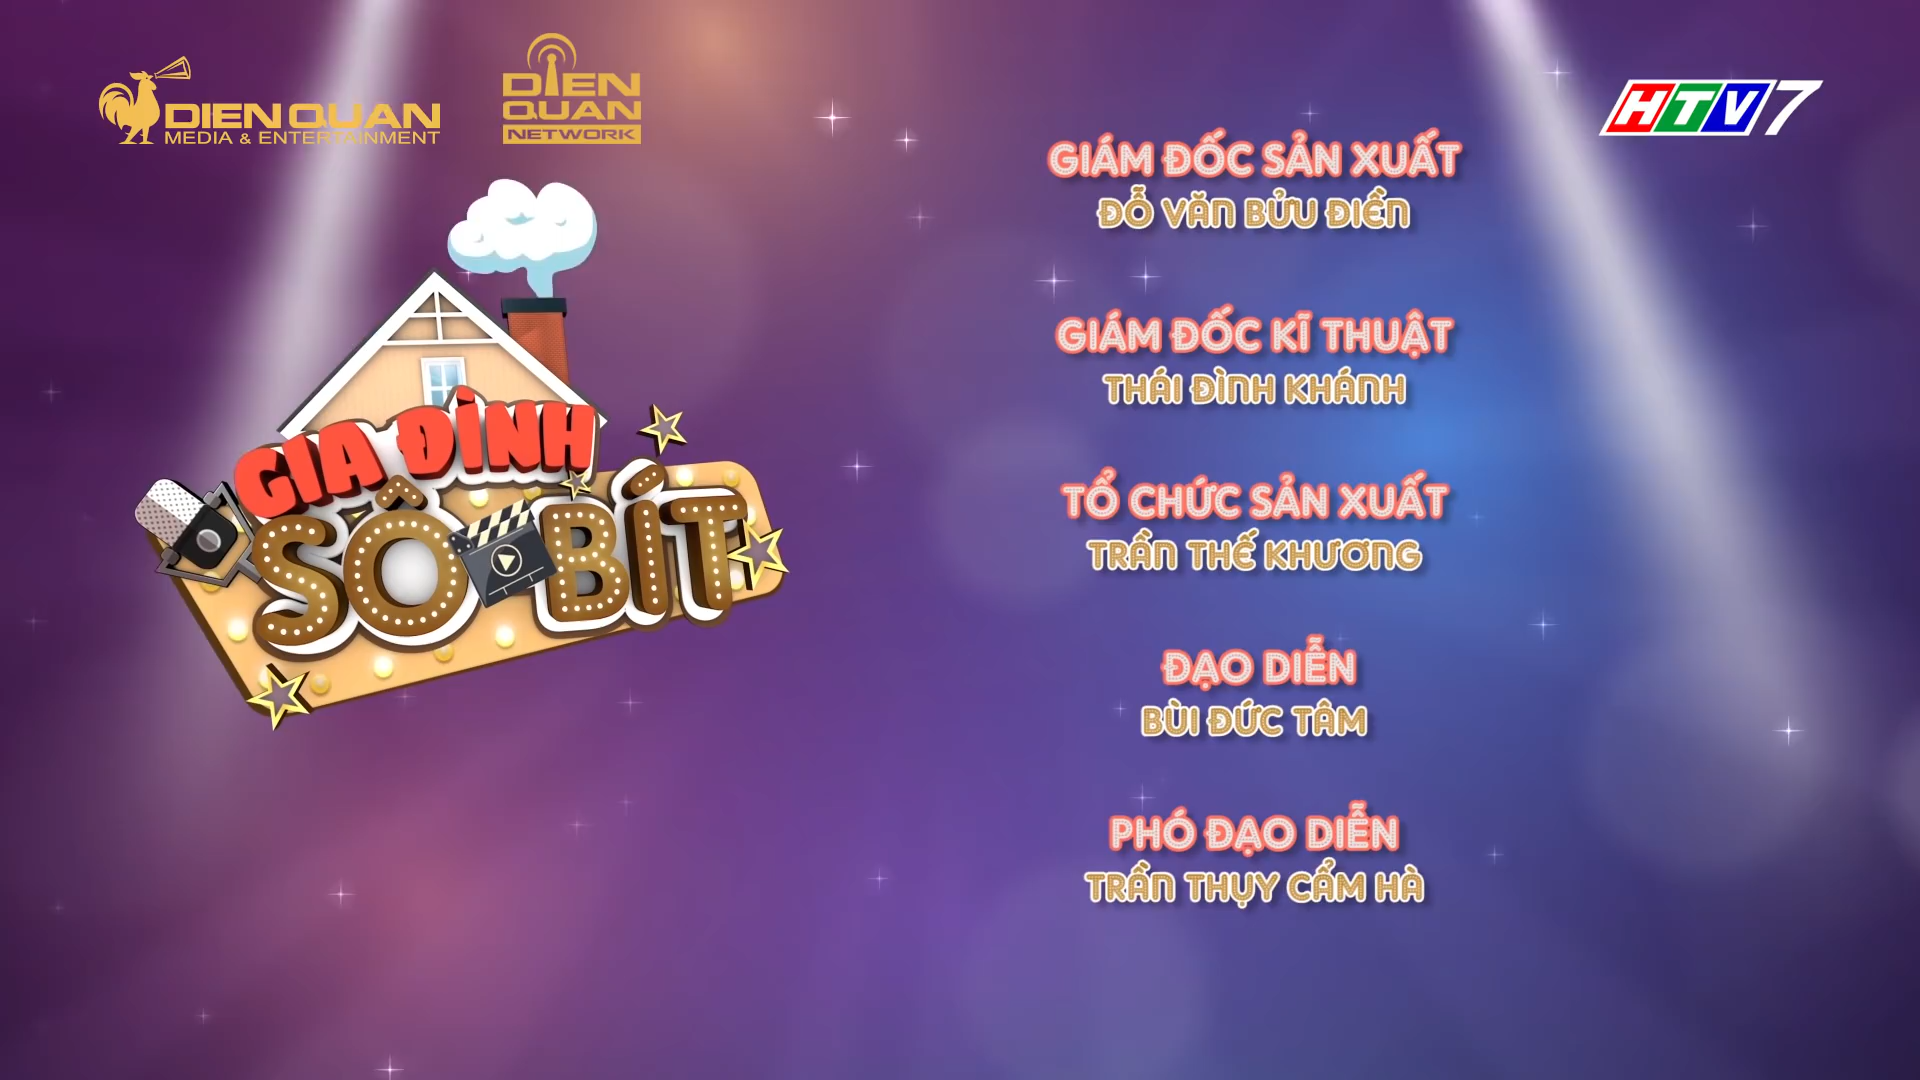 DIEN QUAN
MEDIA & ENTERTAINMENT
DIEN
QUAN
NETWORK
HTV7
GIA ĐÌNH
SÔ BÍT
GIÁM ĐỐC SẢN XUẤT
ĐỖ VĂN BỬU ĐIỀN
GIÁM ĐỐC KĨ THUẬT
THÁI ĐÌNH KHÁNH
TỔ CHỨC SẢN XUẤT
TRẦN THẾ KHƯƠNG
ĐẠO DIỄN
BÙI ĐỨC TÂM
PHÓ ĐẠO DIỄN
TRẦN THỤY CẨM HÀ